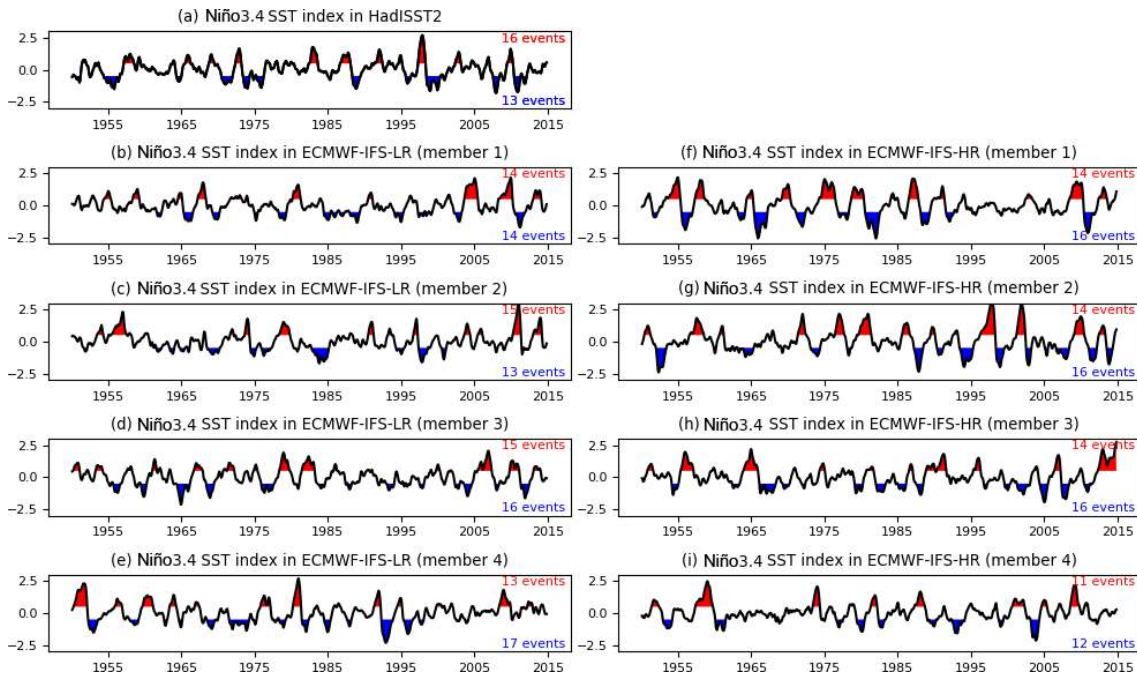 (a) Niño3.4 SST index in HadISST2
2.5
0.0
−2.5
16 events
13 events
1955 1965 1975 1985 1995 2005 2015
(b) Niño3.4 SST index in ECMWF-IFS-LR (member 1)
2.5
0.0
−2.5
14 events
14 events
1955 1965 1975 1985 1995 2005 2015
(f) Niño3.4 SST index in ECMWF-IFS-HR (member 1)
2.5
0.0
−2.5
14 events
16 events
1955 1965 1975 1985 1995 2005 2015
(c) Niño3.4 SST index in ECMWF-IFS-LR (member 2)
2.5
0.0
−2.5
15 events
13 events
1955 1965 1975 1985 1995 2005 2015
(g) Niño3.4 SST index in ECMWF-IFS-HR (member 2)
2.5
0.0
−2.5
14 events
16 events
1955 1965 1975 1985 1995 2005 2015
(d) Niño3.4 SST index in ECMWF-IFS-LR (member 3)
2.5
0.0
−2.5
15 events
16 events
1955 1965 1975 1985 1995 2005 2015
(h) Niño3.4 SST index in ECMWF-IFS-HR (member 3)
2.5
0.0
−2.5
14 events
16 events
1955 1965 1975 1985 1995 2005 2015
(e) Niño3.4 SST index in ECMWF-IFS-LR (member 4)
2.5
0.0
−2.5
13 events
17 events
1955 1965 1975 1985 1995 2005 2015
(i) Niño3.4 SST index in ECMWF-IFS-HR (member 4)
2.5
0.0
−2.5
11 events
12 events
1955 1965 1975 1985 1995 2005 2015